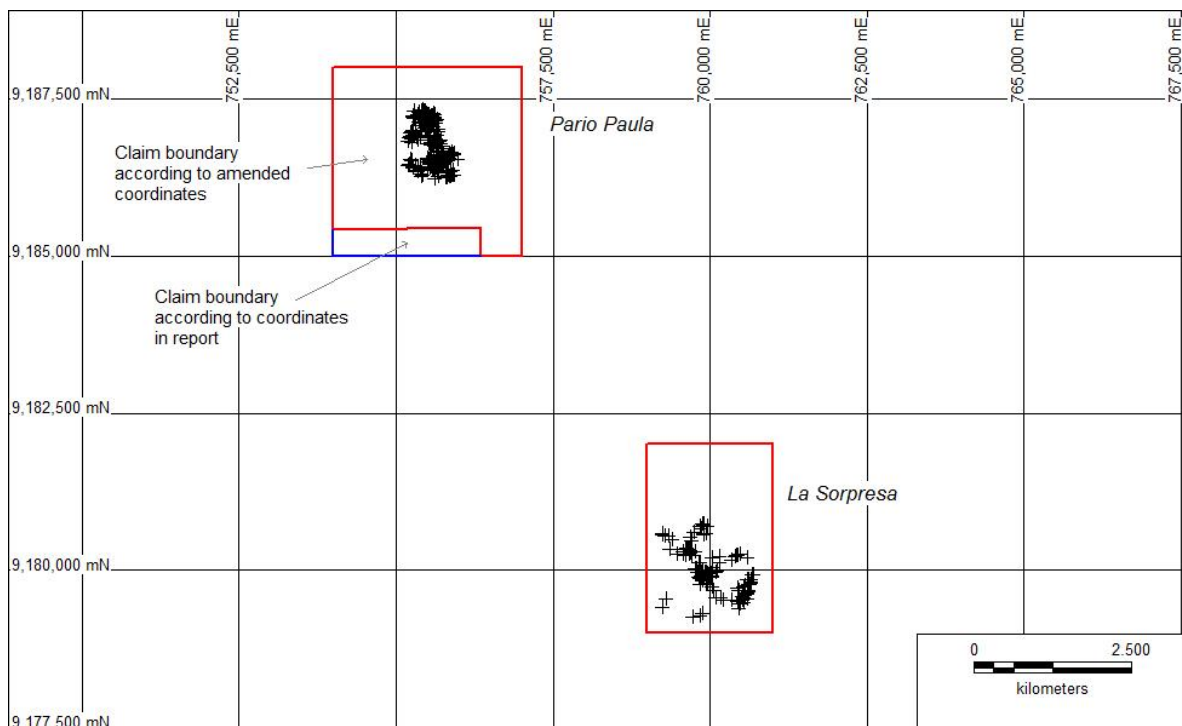 752,500 mE
757,500 mE
760,000 mE
762,500 mE
765,000 mE
767,500 mE
9,187,500 mN
Pario Paula
Claim boundary
according to amended
coordinates
9,185,000 mN
Claim boundary
according to coordinates
in report
9,182,500 mN
La Sorpresa
9,180,000 mN
0 2.500
kilometers
9,177,500 mN